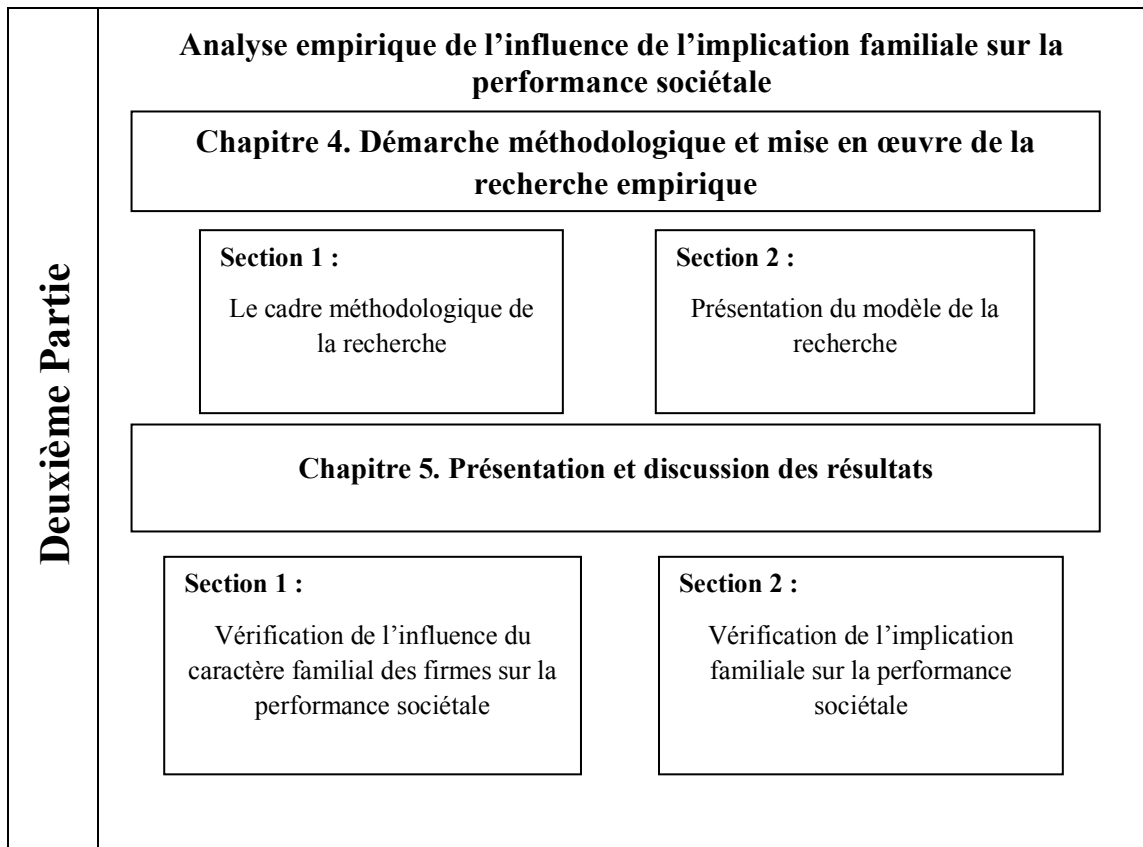 Deuxième Partie
Analyse empirique de l’influence de l’implication familiale sur la
performance sociétale
Chapitre 4. Démarche méthodologique et mise en œuvre de la
recherche empirique
Section 1 :
Le cadre méthodologique de
la recherche
Section 2 :
Présentation du modèle de la
recherche
Chapitre 5. Présentation et discussion des résultats
Section 1 :
Vérification de l’influence du
caractère familial des firmes sur la
performance sociétale
Section 2 :
Vérification de l’implication
familiale sur la performance
sociétale